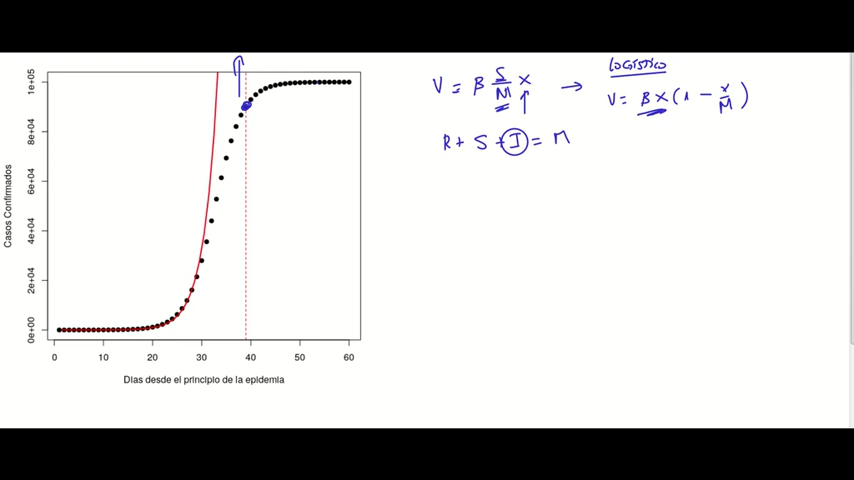 1e+05
8e+04
6e+04
4e+04
2e+04
0e+00
Casos Confirmados
0 10 20 30 40 50 60
Dias desde el principio de la epidemia
V = β S/M x →
LOGÍSTICO
V = βx (1 - x/M)
R + S + I = M